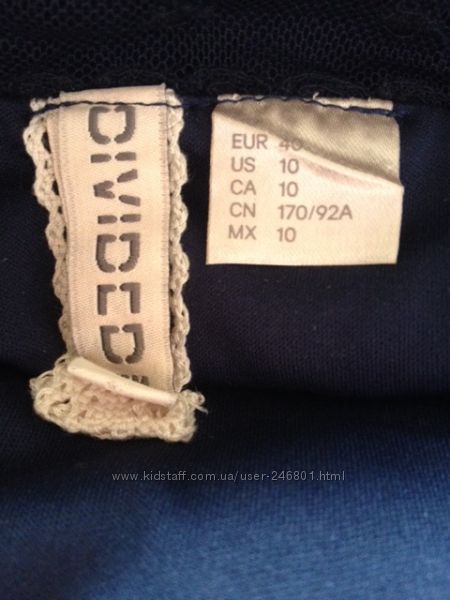 DIVIDED
EUR 40
US 10
CA 10
CN 170/92A
MX 10
www.kidstaff.com.ua/user-246801.html